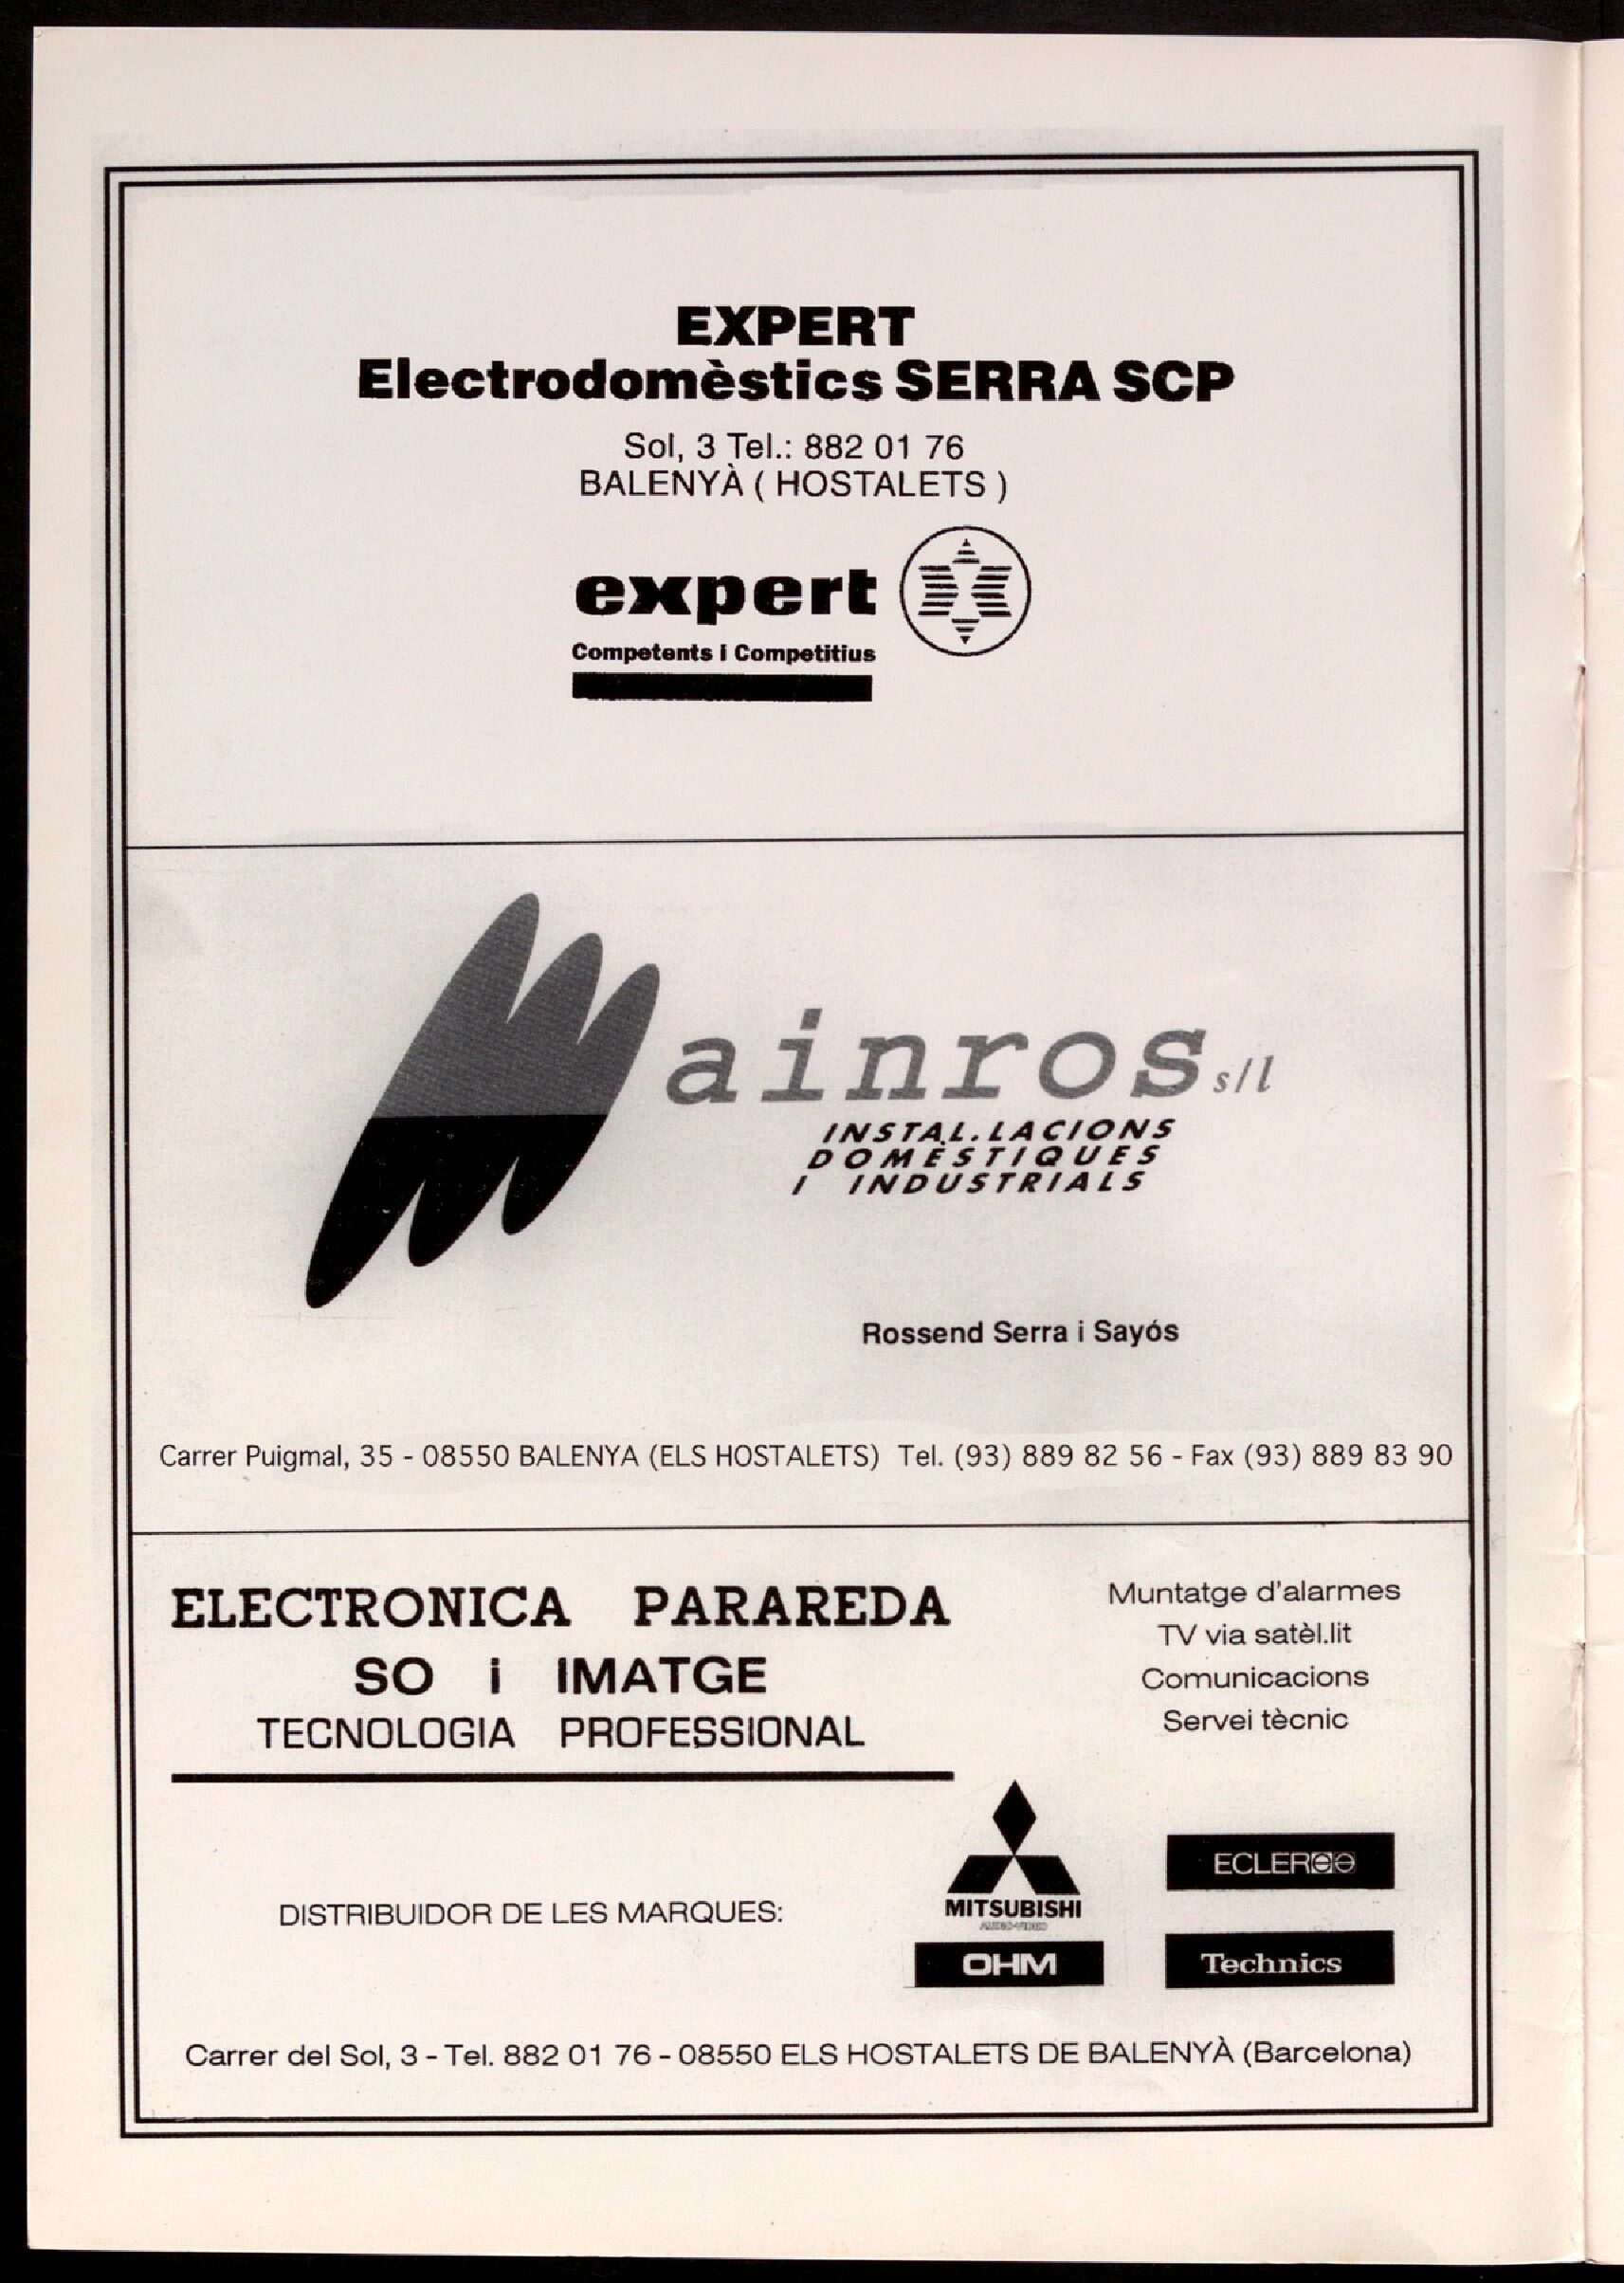 EXPERT
Electrodomèstics SERRA SCP
Sol, 3 Tel.: 882 01 76
BALENYÀ ( HOSTALETS )
expert
Competents i Competitius
Mainros s/l
INSTAL.LACIONS
DOMÈSTIQUES
I INDUSTRIALS
Rossend Serra i Sayós
Carrer Puigmal, 35 - 08550 BALENYA (ELS HOSTALETS) Tel. (93) 889 82 56 - Fax (93) 889 83 90
ELECTRONICA PARAREDA
SO i IMATGE
TECNOLOGIA PROFESSIONAL
Muntatge d'alarmes
TV via satèl.lit
Comunicacions
Servei tècnic
DISTRIBUIDOR DE LES MARQUES:
MITSUBISHI
AUDIO-VIDEO
ECLER
OHM
Technics
Carrer del Sol, 3 - Tel. 882 01 76 - 08550 ELS HOSTALETS DE BALENYÀ (Barcelona)